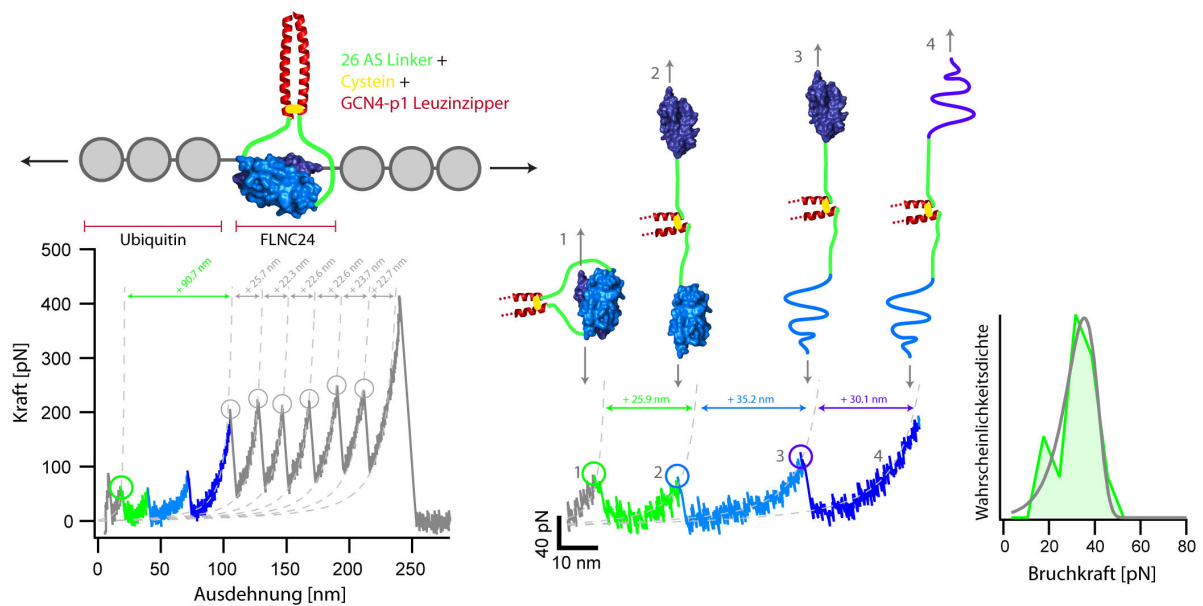 26 AS Linker +
Cystein +
GCN4-p1 Leuzinzipper
Ubiquitin
FLNC24
Kraft [pN]
500
400
300
200
100
0
+ 90.7 nm
+ 25.7 nm
+ 22.3 nm
+ 22.6 nm
+ 22.6 nm
+ 23.7 nm
+ 22.7 nm
0
50
100
150
200
250
Ausdehnung [nm]
1
2
3
4
+ 25.9 nm
+ 35.2 nm
+ 30.1 nm
1
2
3
4
40 pN
10 nm
Wahrscheinlichkeitsdichte
0
20
40
60
80
Bruchkraft [pN]